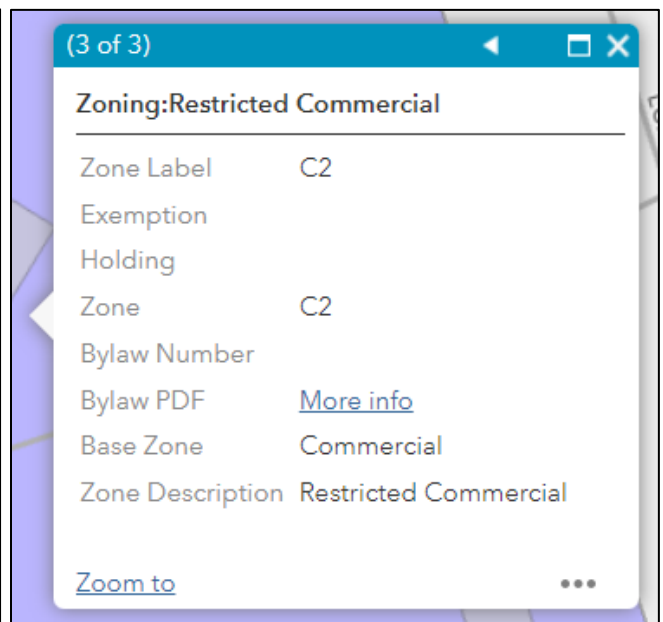 (3 of 3)
Zoning:Restricted Commercial
Zone Label C2
Exemption
Holding
Zone C2
Bylaw Number
Bylaw PDF More info
Base Zone Commercial
Zone Description Restricted Commercial
Zoom to